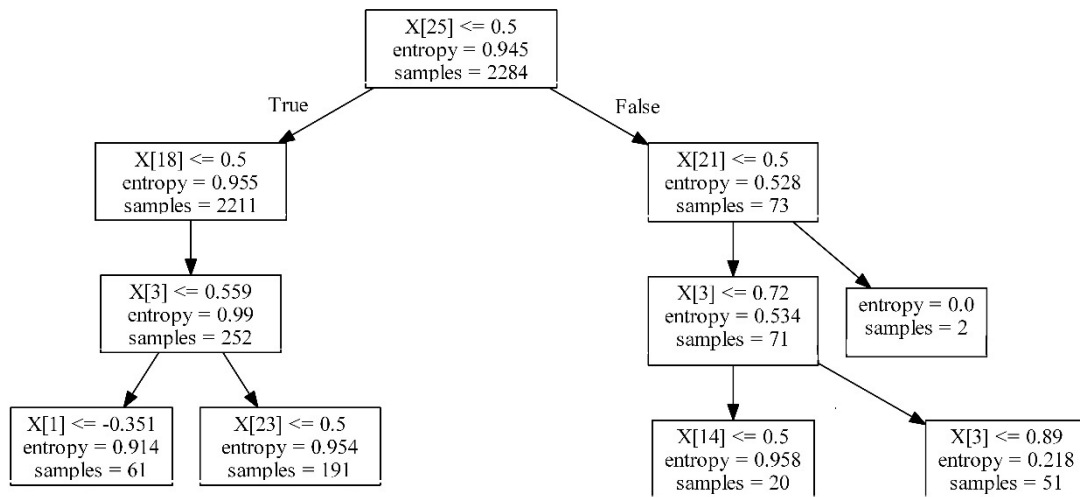 X[25] <= 0.5
entropy = 0.945
samples = 2284
True
False
X[18] <= 0.5
entropy = 0.955
samples = 2211
X[21] <= 0.5
entropy = 0.528
samples = 73
X[3] <= 0.559
entropy = 0.99
samples = 252
X[3] <= 0.72
entropy = 0.534
samples = 71
entropy = 0.0
samples = 2
X[1] <= -0.351
entropy = 0.914
samples = 61
X[23] <= 0.5
entropy = 0.954
samples = 191
X[14] <= 0.5
entropy = 0.958
samples = 20
X[3] <= 0.89
entropy = 0.218
samples = 51